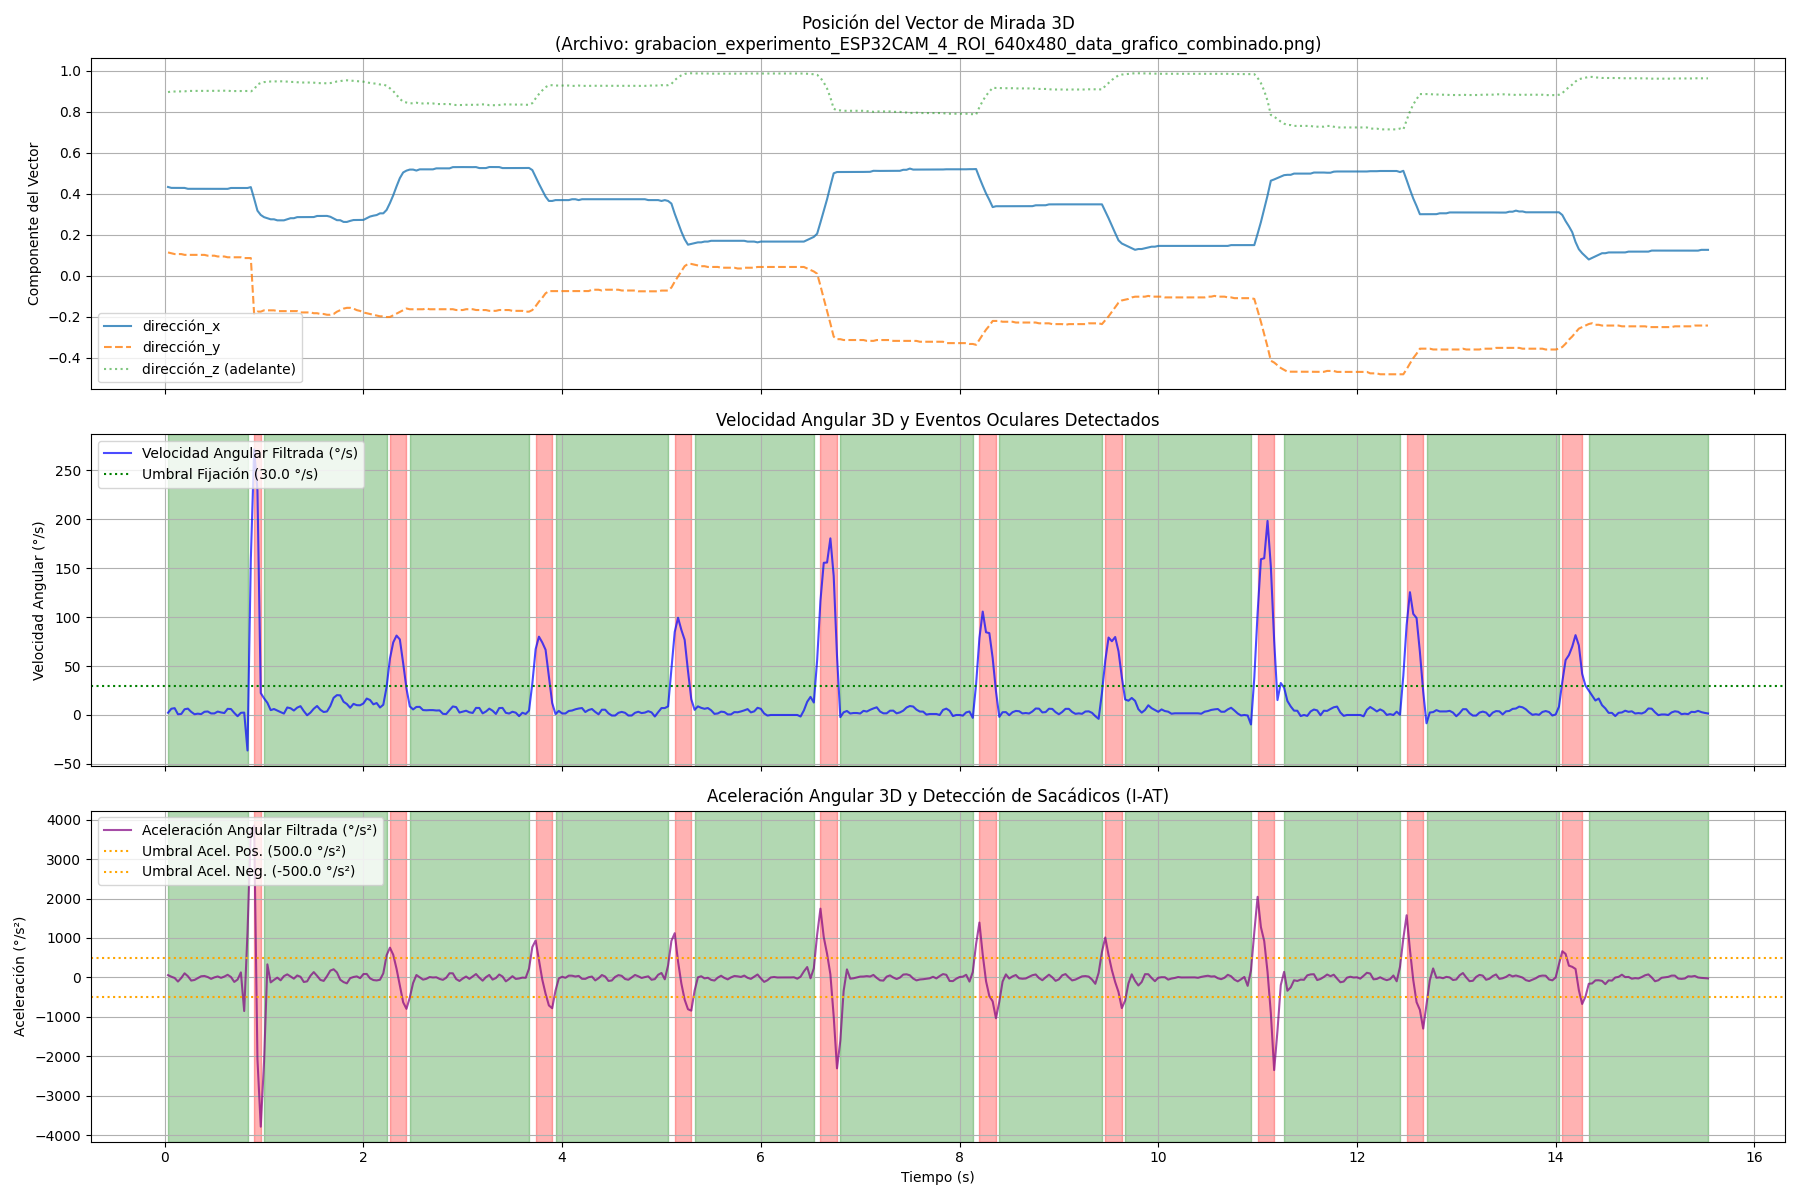 Posición del Vector de Mirada 3D
(Archivo: grabacion_experimento_ESP32CAM_4_ROI_640x480_data_grafico_combinado.png)
Componente del Vector
1.0
0.8
0.6
0.4
0.2
0.0
−0.2
−0.4
dirección_x
dirección_y
dirección_z (adelante)
Velocidad Angular 3D y Eventos Oculares Detectados
Velocidad Angular (°/s)
250
200
150
100
50
0
−50
Velocidad Angular Filtrada (°/s)
Umbral Fijación (30.0 °/s)
Aceleración Angular 3D y Detección de Sacádicos (I-AT)
Aceleración (°/s²)
4000
3000
2000
1000
0
−1000
−2000
−3000
−4000
Aceleración Angular Filtrada (°/s²)
Umbral Acel. Pos. (500.0 °/s²)
Umbral Acel. Neg. (-500.0 °/s²)
0 2 4 6 8 10 12 14 16
Tiempo (s)